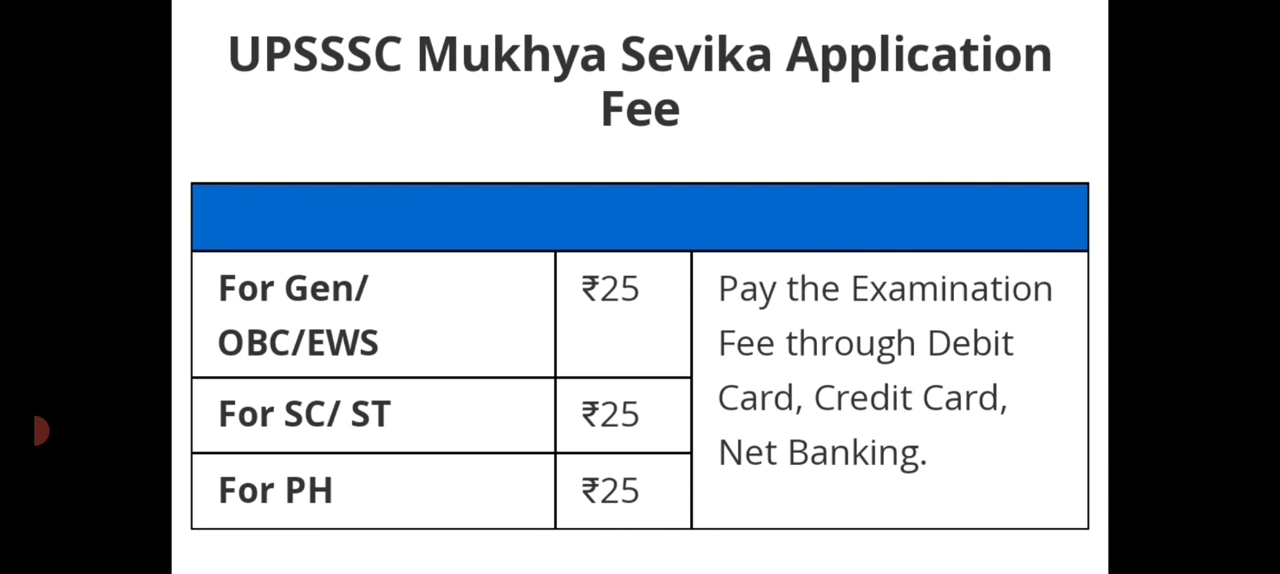 UPSSSC Mukhya Sevika Application
Fee
For Gen/
OBC/EWS
₹25
Pay the Examination
Fee through Debit
Card, Credit Card,
Net Banking.
For SC/ ST
₹25
For PH
₹25